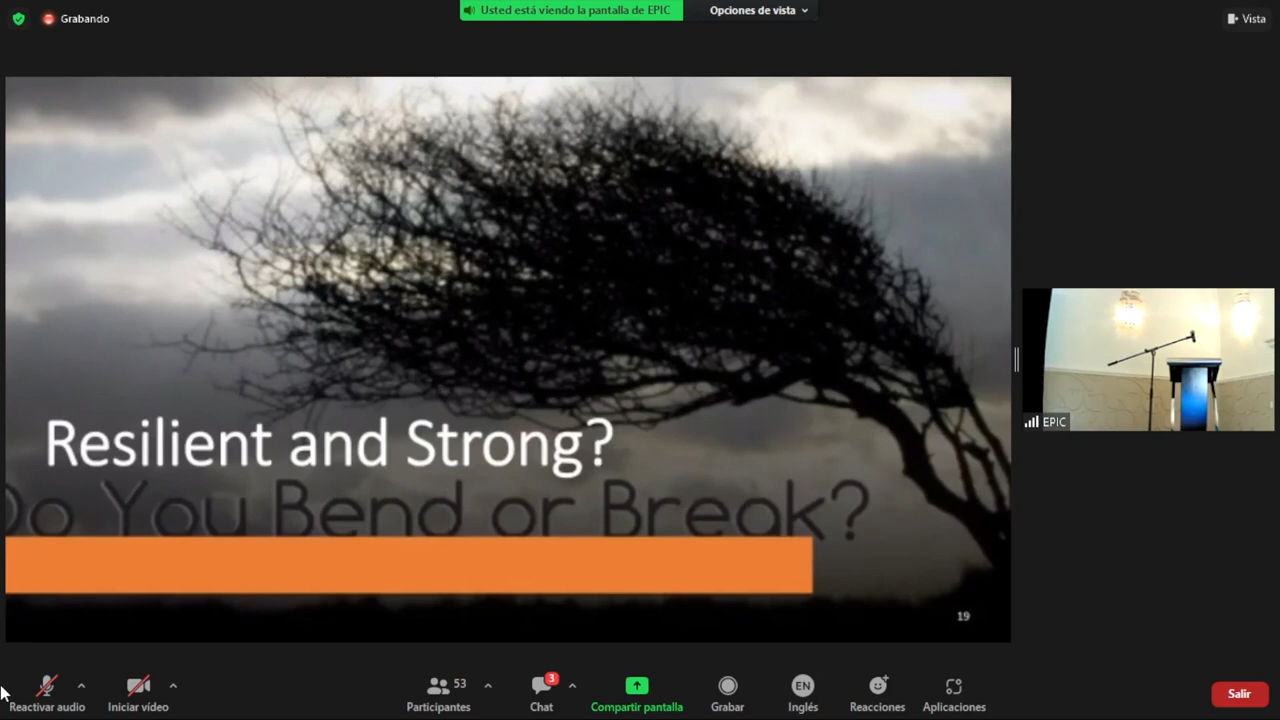 Grabando
Usted está viendo la pantalla de EPIC
Opciones de vista
Vista
Resilient and Strong?
Do You Bend or Break?
19
EPIC
Reactivar audio
Iniciar vídeo
53
Participantes
3
Chat
Compartir pantalla
Grabar
EN
Inglés
Reacciones
Aplicaciones
Salir